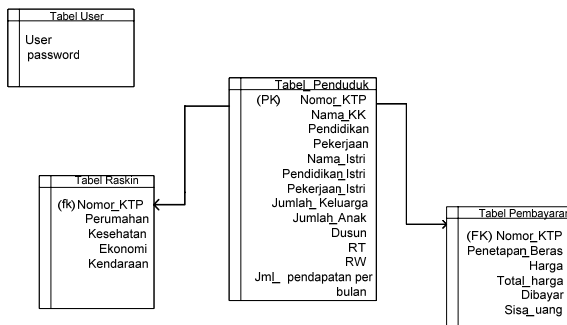 Tabel User
User
password
Tabel_Penduduk
(PK) Nomor_KTP
Nama_KK
Pendidikan
Pekerjaan
Nama_Istri
Pendidikan_Istri
Pekerjaan_Istri
Jumlah_Keluarga
Jumlah_Anak
Dusun
RT
RW
Jml_ pendapatan per
bulan
Tabel Raskin
(fk) Nomor_KTP
Perumahan
Kesehatan
Ekonomi
Kendaraan
Tabel Pembayaran
(FK) Nomor_KTP
Penetapan_Beras
Harga
Total_harga
Dibayar
Sisa_uang